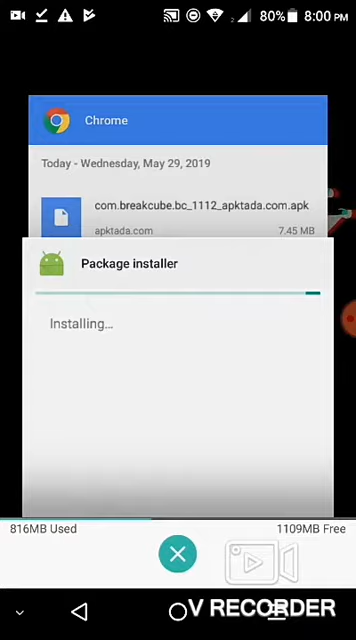 80% 8:00 PM
Chrome
Today - Wednesday, May 29, 2019
com.breakcube.bc_1112_apktada.com.apk
apktada.com 7.45 MB
Package installer
Installing...
816MB Used 1109MB Free
V RECORDER